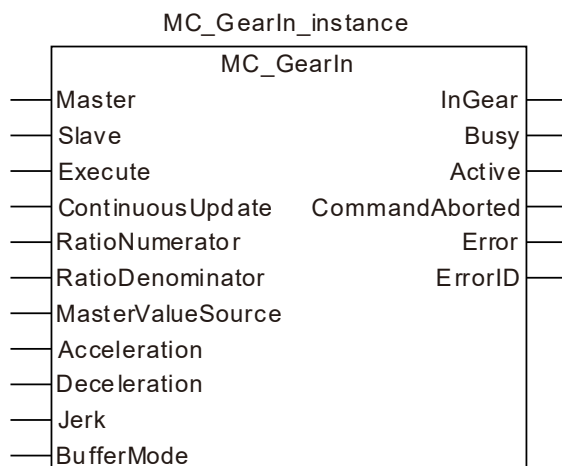 MC_GearIn_instance
MC_GearIn
Master InGear
Slave Busy
Execute Active
ContinuousUpdate CommandAborted
RatioNumerator Error
RatioDenominator ErrorID
MasterValueSource
Acceleration
Deceleration
Jerk
BufferMode